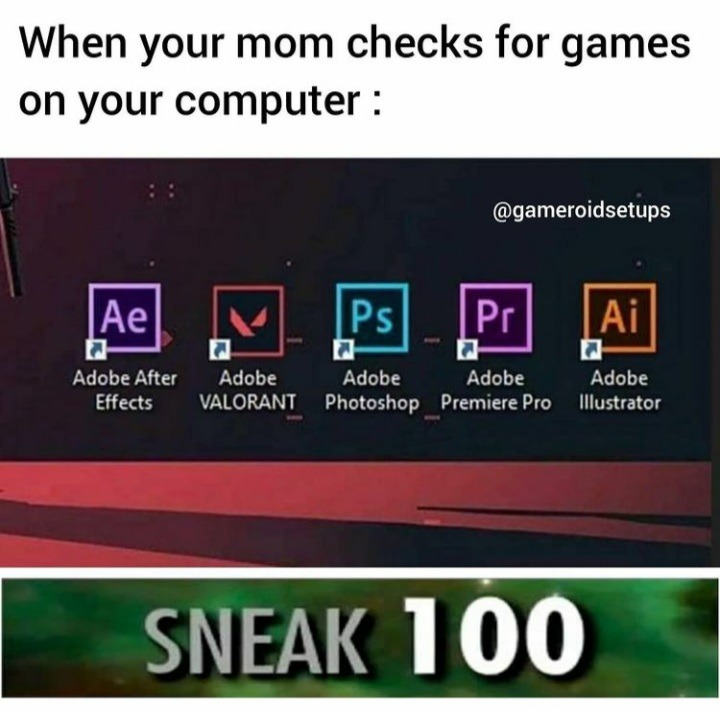 When your mom checks for games
on your computer :
@gameroidsetups
Ae
Ps
Pr
Ai
Adobe After
Effects
Adobe
VALORANT
Adobe
Photoshop
Adobe
Premiere Pro
Adobe
Illustrator
SNEAK 100